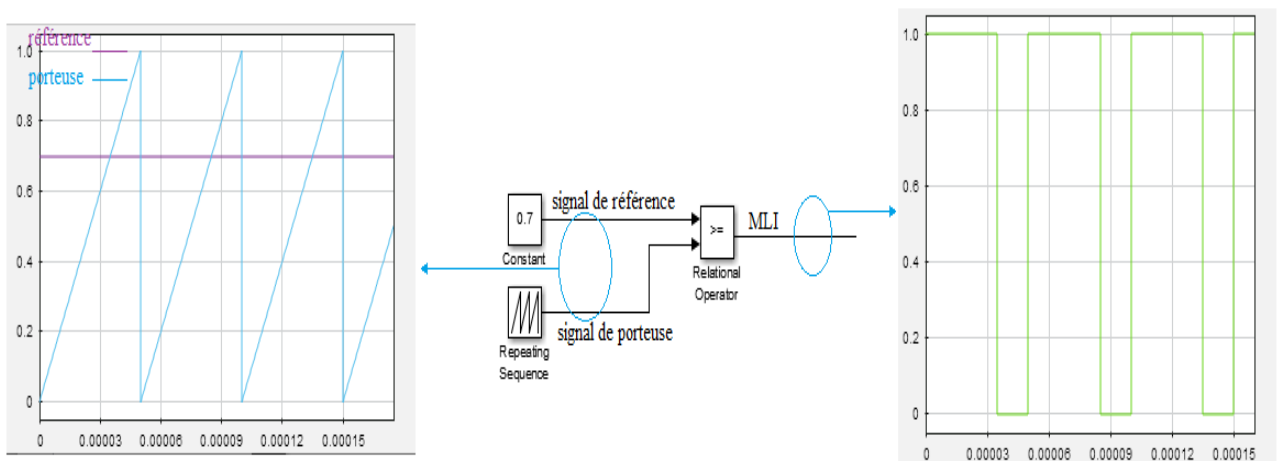 référence
porteuse
1.0
0.8
0.6
0.4
0.2
0
0 0.00003 0.00006 0.00009 0.00012 0.00015
signal de référence
0.7
Constant
>=
MLI
Relational
Operator
signal de porteuse
Repeating
Sequence
1.0
0.8
0.6
0.4
0.2
0
0 0.00003 0.00006 0.00009 0.00012 0.00015